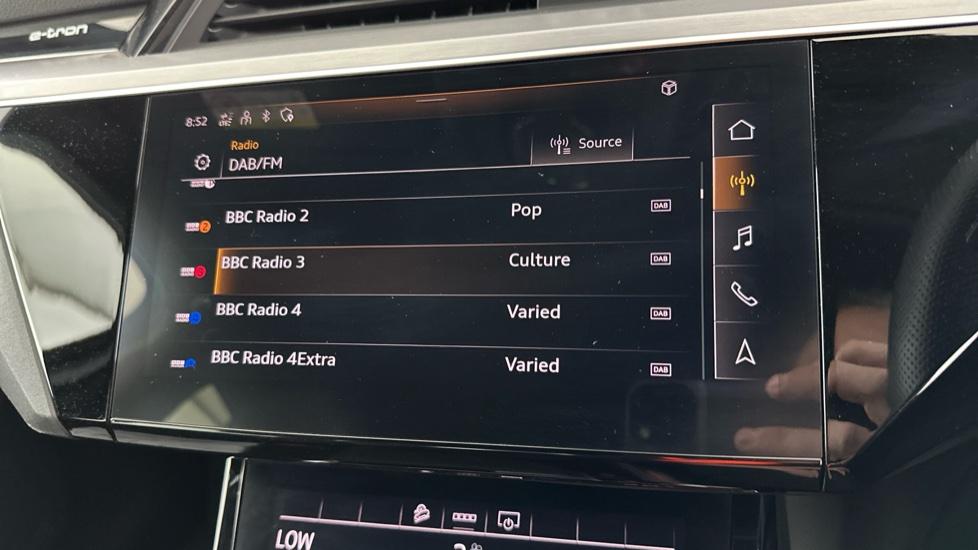 e-tron
8:52
Radio
DAB/FM
Source
BBC Radio 2 Pop DAB
BBC Radio 3 Culture DAB
BBC Radio 4 Varied DAB
BBC Radio 4Extra Varied DAB
LOW